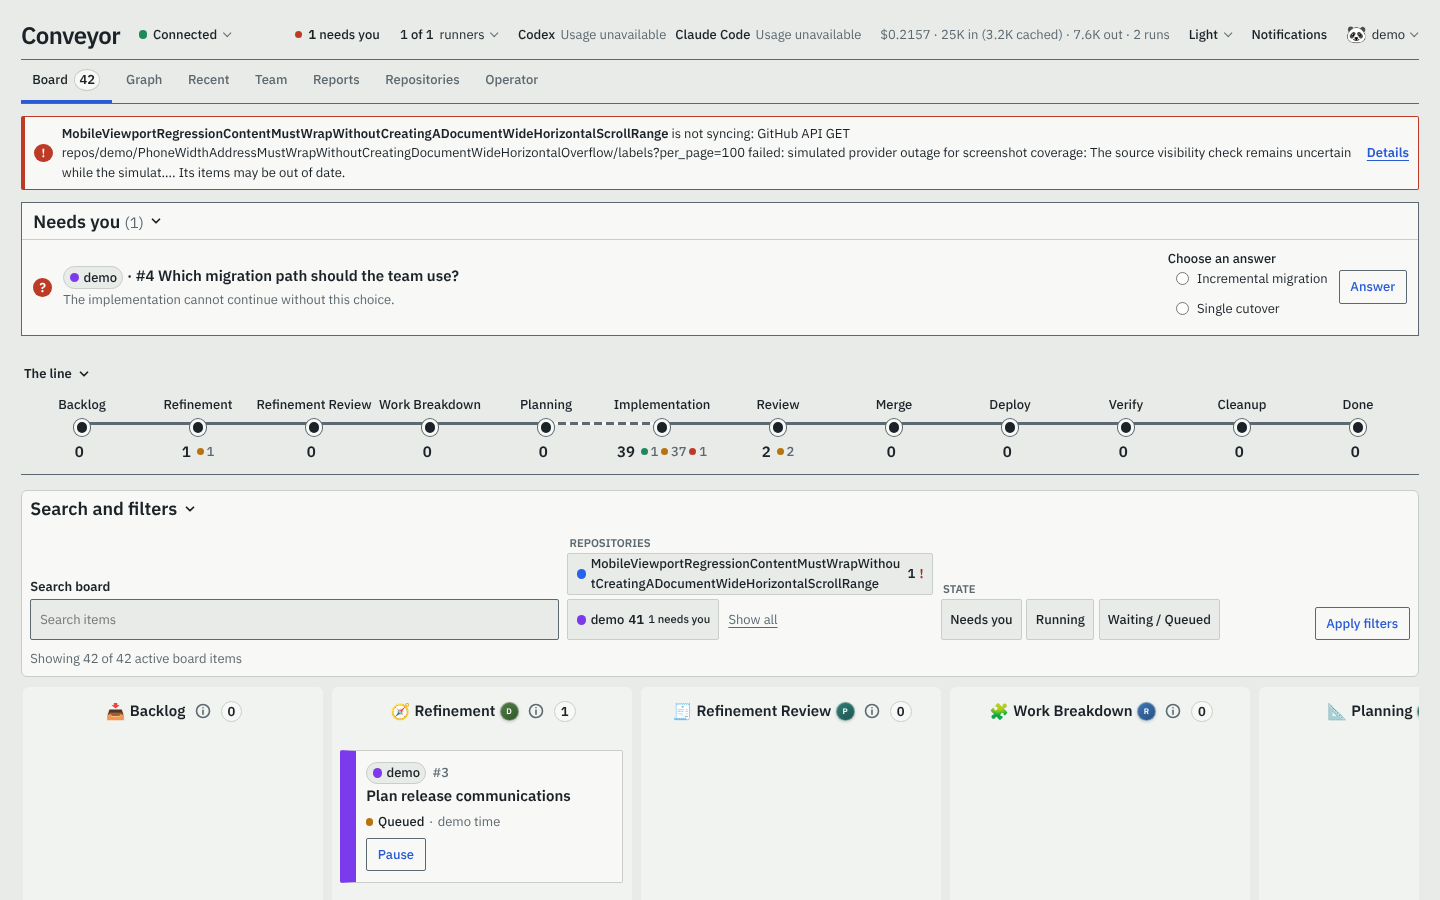 Conveyor
Connected
1 needs you
1 of 1 runners
Codex Usage unavailable
Claude Code Usage unavailable
$0.2157 · 25K in (3.2K cached) · 7.6K out · 2 runs
Light
Notifications
demo
Board 42
Graph
Recent
Team
Reports
Repositories
Operator
MobileViewportRegressionContentMustWrapWithoutCreatingADocumentWideHorizontalScrollRange is not syncing: GitHub API GET
repos/demo/PhoneWidthAddressMustWrapWithoutCreatingDocumentWideHorizontalOverflow/labels?per_page=100 failed: simulated provider outage for screenshot coverage: The source visibility check remains uncertain
while the simulat.... Its items may be out of date.
Details
Needs you (1)
demo · #4 Which migration path should the team use?
The implementation cannot continue without this choice.
Choose an answer
Incremental migration
Single cutover
Answer
The line
Backlog
Refinement
Refinement Review
Work Breakdown
Planning
Implementation
Review
Merge
Deploy
Verify
Cleanup
Done
0
1 1
0
0
0
39 1 37 1
2 2
0
0
0
0
0
Search and filters
Search board
Search items
REPOSITORIES
MobileViewportRegressionContentMustWrapWithou
tCreatingADocumentWideHorizontalScrollRange
1 !
demo 41 1 needs you
Show all
STATE
Needs you
Running
Waiting / Queued
Apply filters
Showing 42 of 42 active board items
Backlog 0
Refinement D 1
Refinement Review P 0
Work Breakdown R 0
Planning
demo #3
Plan release communications
Queued · demo time
Pause